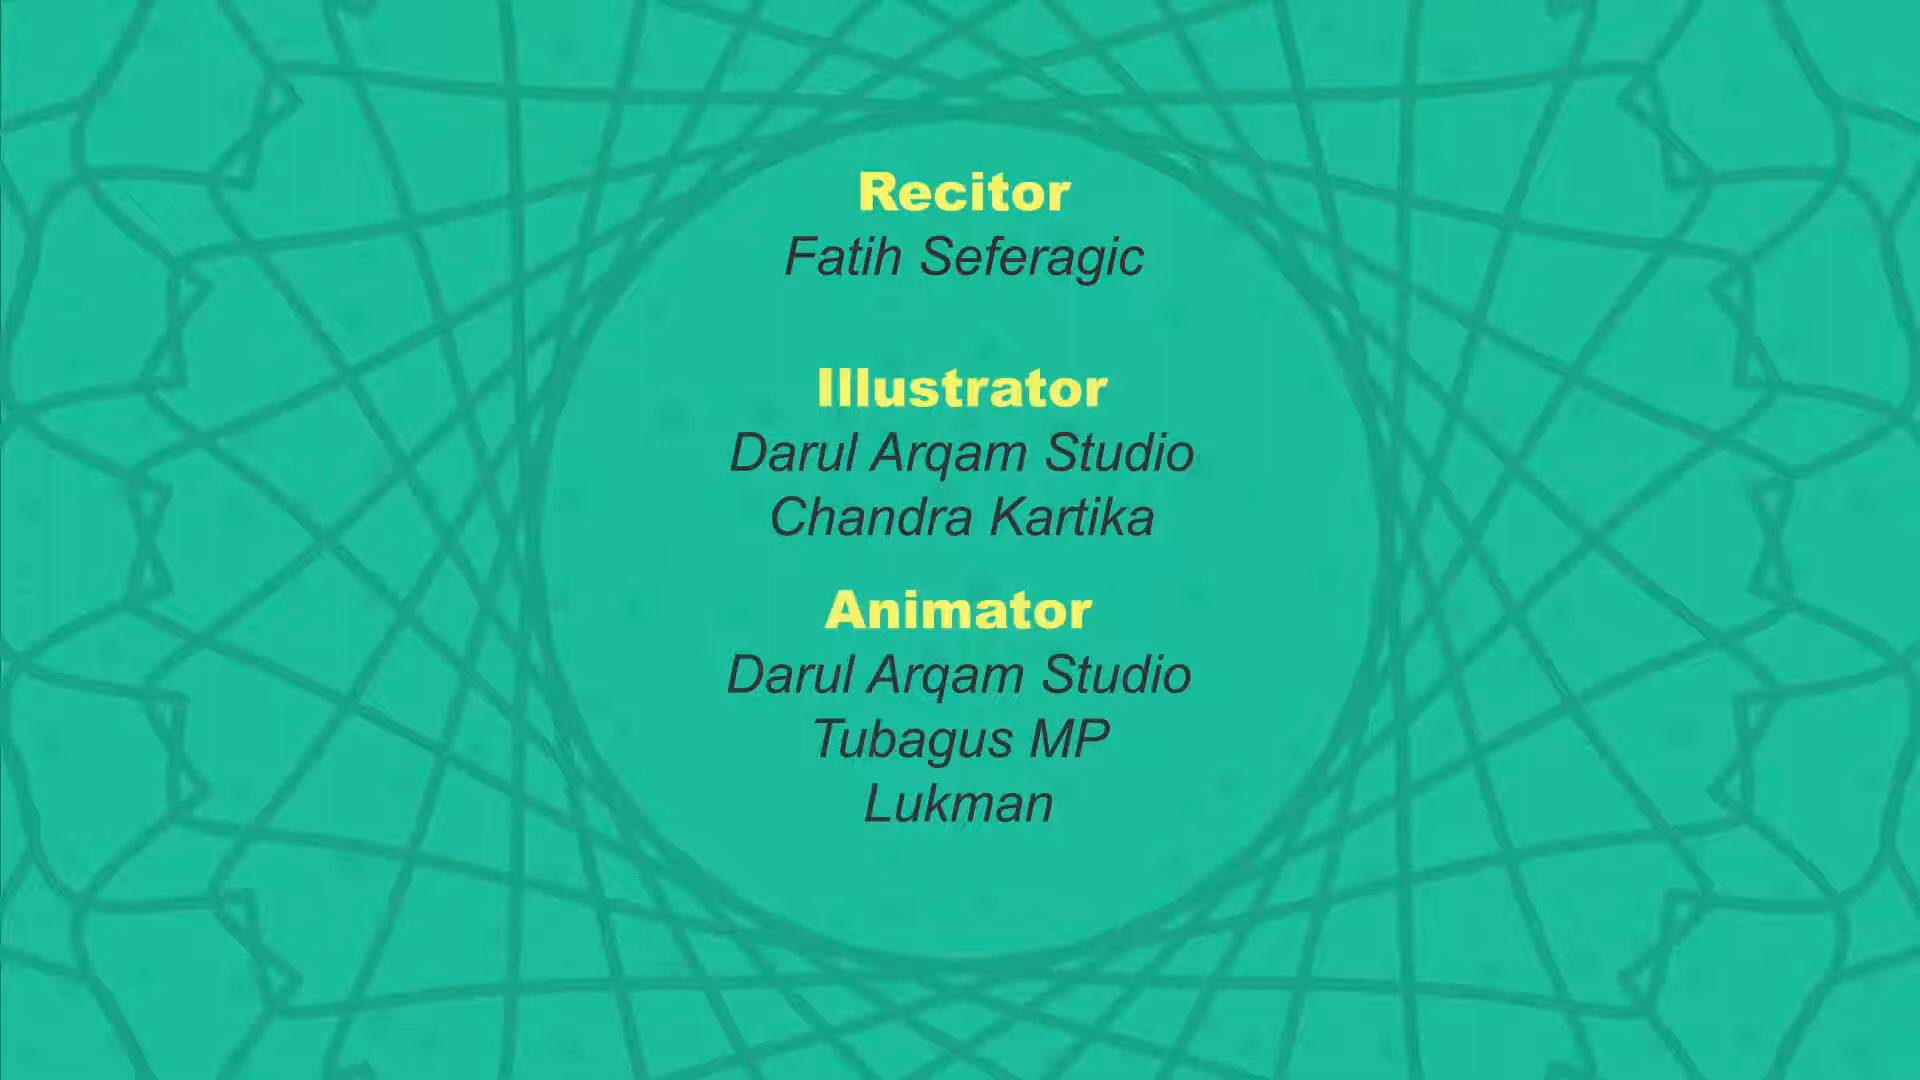 Recitor
Fatih Seferagic
Illustrator
Darul Arqam Studio
Chandra Kartika
Animator
Darul Arqam Studio
Tubagus MP
Lukman